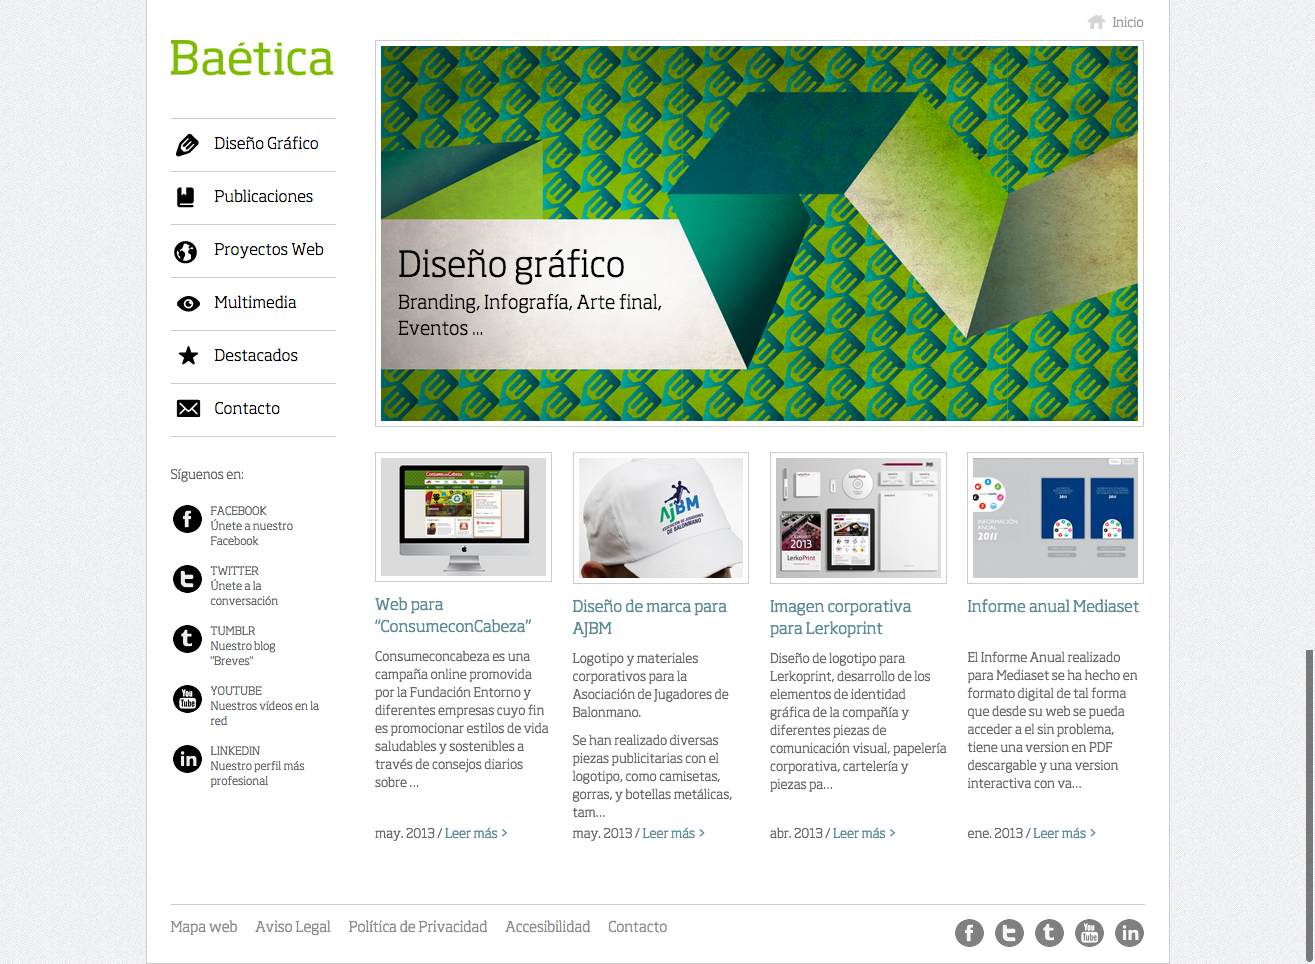 Inicio
Baética
Diseño Gráfico
Publicaciones
Proyectos Web
Multimedia
Destacados
Contacto
Síguenos en:
FACEBOOK
Únete a nuestro
Facebook
TWITTER
Únete a la
conversación
TUMBLR
Nuestro blog
"Breves"
YOUTUBE
Nuestros vídeos en la
red
LINKEDIN
Nuestro perfil más
profesional
Diseño gráfico
Branding, Infografía, Arte final,
Eventos ...
AJBM
ASOCIACIÓN DE JUGADORES
DE BALONMANO
2013
LerkoPrint
INFORMACIÓN
ANUAL
2011
Web para
“ConsumeconCabeza”
Consumeconcabeza es una
campaña online promovida
por la Fundación Entorno y
diferentes empresas cuyo fin
es promocionar estilos de vida
saludables y sostenibles a
través de consejos diarios
sobre ...
may. 2013 / Leer más >
Diseño de marca para
AJBM
Logotipo y materiales
corporativos para la
Asociación de Jugadores de
Balonmano.
Se han realizado diversas
piezas publicitarias con el
logotipo, como camisetas,
gorras, y botellas metálicas,
tam...
may. 2013 / Leer más >
Imagen corporativa
para Lerkoprint
Diseño de logotipo para
Lerkoprint, desarrollo de los
elementos de identidad
gráfica de la compañía y
diferentes piezas de
comunicación visual, papelería
corporativa, cartelería y
piezas pa...
abr. 2013 / Leer más >
Informe anual Mediaset
El Informe Anual realizado
para Mediaset se ha hecho en
formato digital de tal forma
que desde su web se pueda
acceder a el sin problema,
tiene una version en PDF
descargable y una version
interactiva con va...
ene. 2013 / Leer más >
Mapa web Aviso Legal Política de Privacidad Accesibilidad Contacto